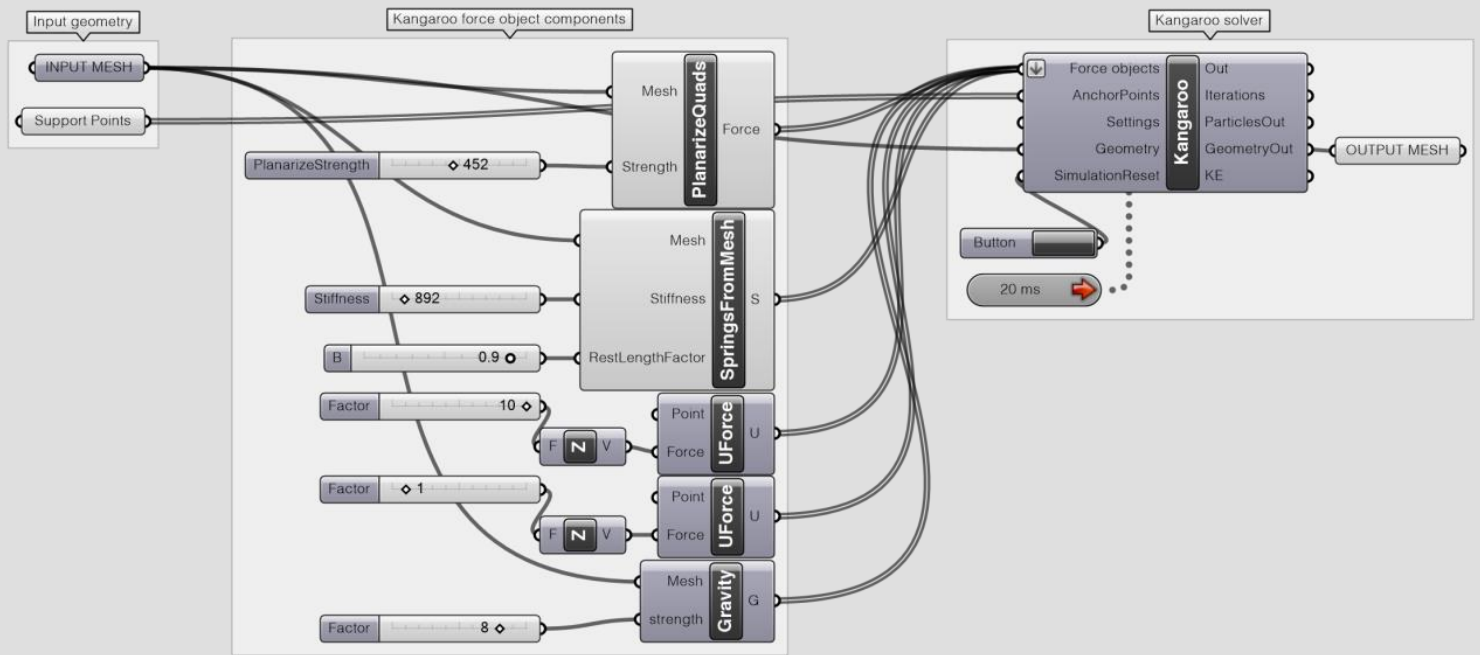 Input geometry
INPUT MESH
Support Points
Kangaroo force object components
Mesh
Strength
PlanarizeQuads
Force
PlanarizeStrength
452
Mesh
Stiffness
RestLengthFactor
SpringsFromMesh
S
Stiffness
892
B
0.9
Factor
10
F
Z
V
Point
Force
UForce
U
Factor
1
F
Z
V
Point
Force
UForce
U
Mesh
strength
Gravity
G
Factor
8
Kangaroo solver
Force objects
AnchorPoints
Settings
Geometry
SimulationReset
Kangaroo
Out
Iterations
ParticlesOut
GeometryOut
KE
OUTPUT MESH
Button
20 ms